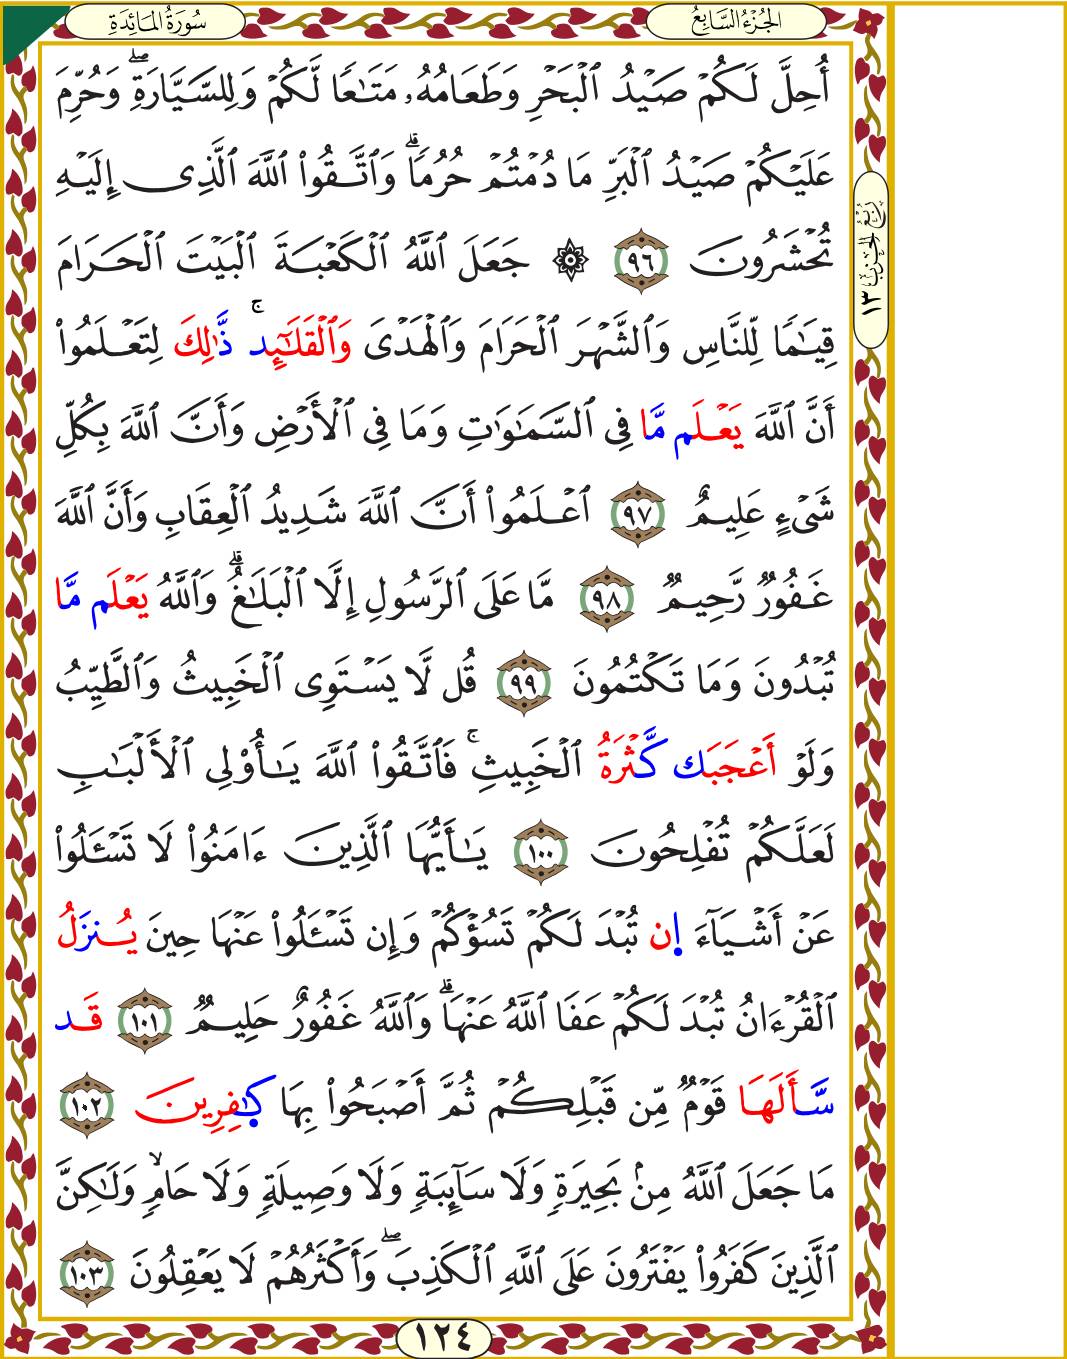 الجُزْءُ السَّابِعُ
سُورَةُ المَائِدَةِ
أُحِلَّ لَكُمْ صَيْدُ ٱلْبَحْرِ وَطَعَامُهُۥ مَتَٰعًا لَّكُمْ وَلِلسَّيَّارَةِۖ وَحُرِّمَ
عَلَيْكُمْ صَيْدُ ٱلْبَرِّ مَا دُمْتُمْ حُرُمًاۗ وَٱتَّقُوا۟ ٱللَّهَ ٱلَّذِىٓ إِلَيْهِ
تُحْشَرُونَ ٩٦ ۞ جَعَلَ ٱللَّهُ ٱلْكَعْبَةَ ٱلْبَيْتَ ٱلْحَرَامَ
قِيَٰمًا لِّلنَّاسِ وَٱلشَّهْرَ ٱلْحَرَامَ وَٱلْهَدْىَ وَٱلْقَلَٰٓئِدۚ ذَّٰلِكَ لِتَعْلَمُوٓا۟
أَنَّ ٱللَّهَ يَعْلَم مَّا فِى ٱلسَّمَٰوَٰتِ وَمَا فِى ٱلْأَرْضِ وَأَنَّ ٱللَّهَ بِكُلِّ
شَىْءٍ عَلِيمٌ ٩٧ ٱعْلَمُوٓا۟ أَنَّ ٱللَّهَ شَدِيدُ ٱلْعِقَابِ وَأَنَّ ٱللَّهَ
غَفُورٌ رَّحِيمٌ ٩٨ مَّا عَلَى ٱلرَّسُولِ إِلَّا ٱلْبَلَٰغُۗ وَٱللَّهُ يَعْلَم مَّا
تُبْدُونَ وَمَا تَكْتُمُونَ ٩٩ قُل لَّا يَسْتَوِى ٱلْخَبِيثُ وَٱلطَّيِّبُ
وَلَوْ أَعْجَبَك كَّثْرَةُ ٱلْخَبِيثِۚ فَٱتَّقُوا۟ ٱللَّهَ يَٰٓأُو۟لِى ٱلْأَلْبَٰبِ
لَعَلَّكُمْ تُفْلِحُونَ ١٠٠ يَٰٓأَيُّهَا ٱلَّذِينَ ءَامَنُوا۟ لَا تَسْـَٔلُوا۟
عَنْ أَشْيَآءَ إِن تُبْدَ لَكُمْ تَسُؤْكُمْ وَإِن تَسْـَٔلُوا۟ عَنْهَا حِينَ يُنزَلُ
ٱلْقُرْءَانُ تُبْدَ لَكُمْ عَفَا ٱللَّهُ عَنْهَاۗ وَٱللَّهُ غَفُورٌ حَلِيمٌ ١٠١ قَد
سَّأَلَهَا قَوْمٌ مِّن قَبْلِكُمْ ثُمَّ أَصْبَحُوا۟ بِهَا كَٰفِرِينَ ١٠٢
مَا جَعَلَ ٱللَّهُ مِنۢ بَحِيرَةٍ وَلَا سَآئِبَةٍ وَلَا وَصِيلَةٍ وَلَا حَامٍۙ وَلَٰكِنَّ
ٱلَّذِينَ كَفَرُوا۟ يَفْتَرُونَ عَلَى ٱللَّهِ ٱلْكَذِبَۖ وَأَكْثَرُهُمْ لَا يَعْقِلُونَ ١٠٣
رُبْعُ الحِزْبِ ١٣
١٢٤